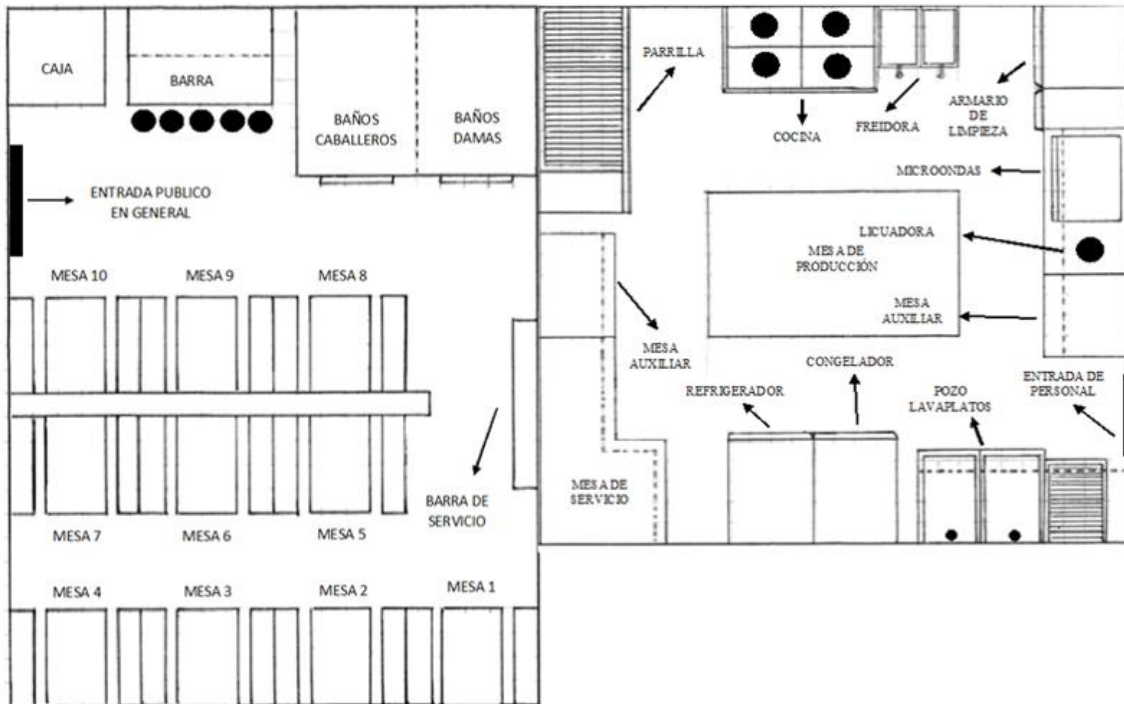 CAJA
BARRA
BAÑOS
CABALLEROS
BAÑOS
DAMAS
ENTRADA PUBLICO
EN GENERAL
MESA 10
MESA 9
MESA 8
BARRA DE
SERVICIO
MESA 7
MESA 6
MESA 5
MESA 4
MESA 3
MESA 2
MESA 1
PARRILLA
COCINA
FREIDORA
ARMARIO
DE
LIMPIEZA
MICROONDAS
LICUADORA
MESA DE
PRODUCCIÓN
MESA
AUXILIAR
MESA
AUXILIAR
CONGELADOR
REFRIGERADOR
POZO
LAVAPLATOS
ENTRADA DE
PERSONAL
MESA DE
SERVICIO